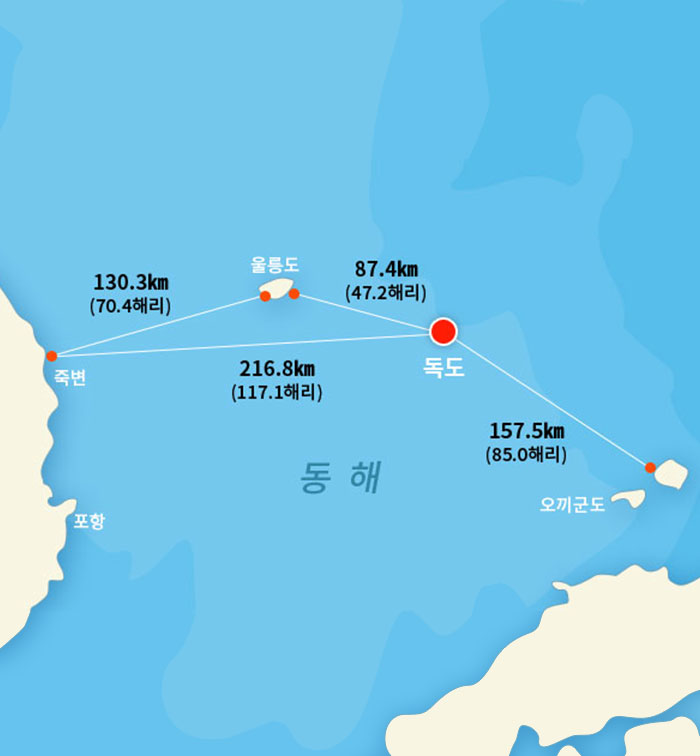 울릉도
130.3km
(70.4해리)
87.4km
(47.2해리)
죽변
216.8km
(117.1해리)
독도
157.5km
(85.0해리)
동 해
오끼군도
포항